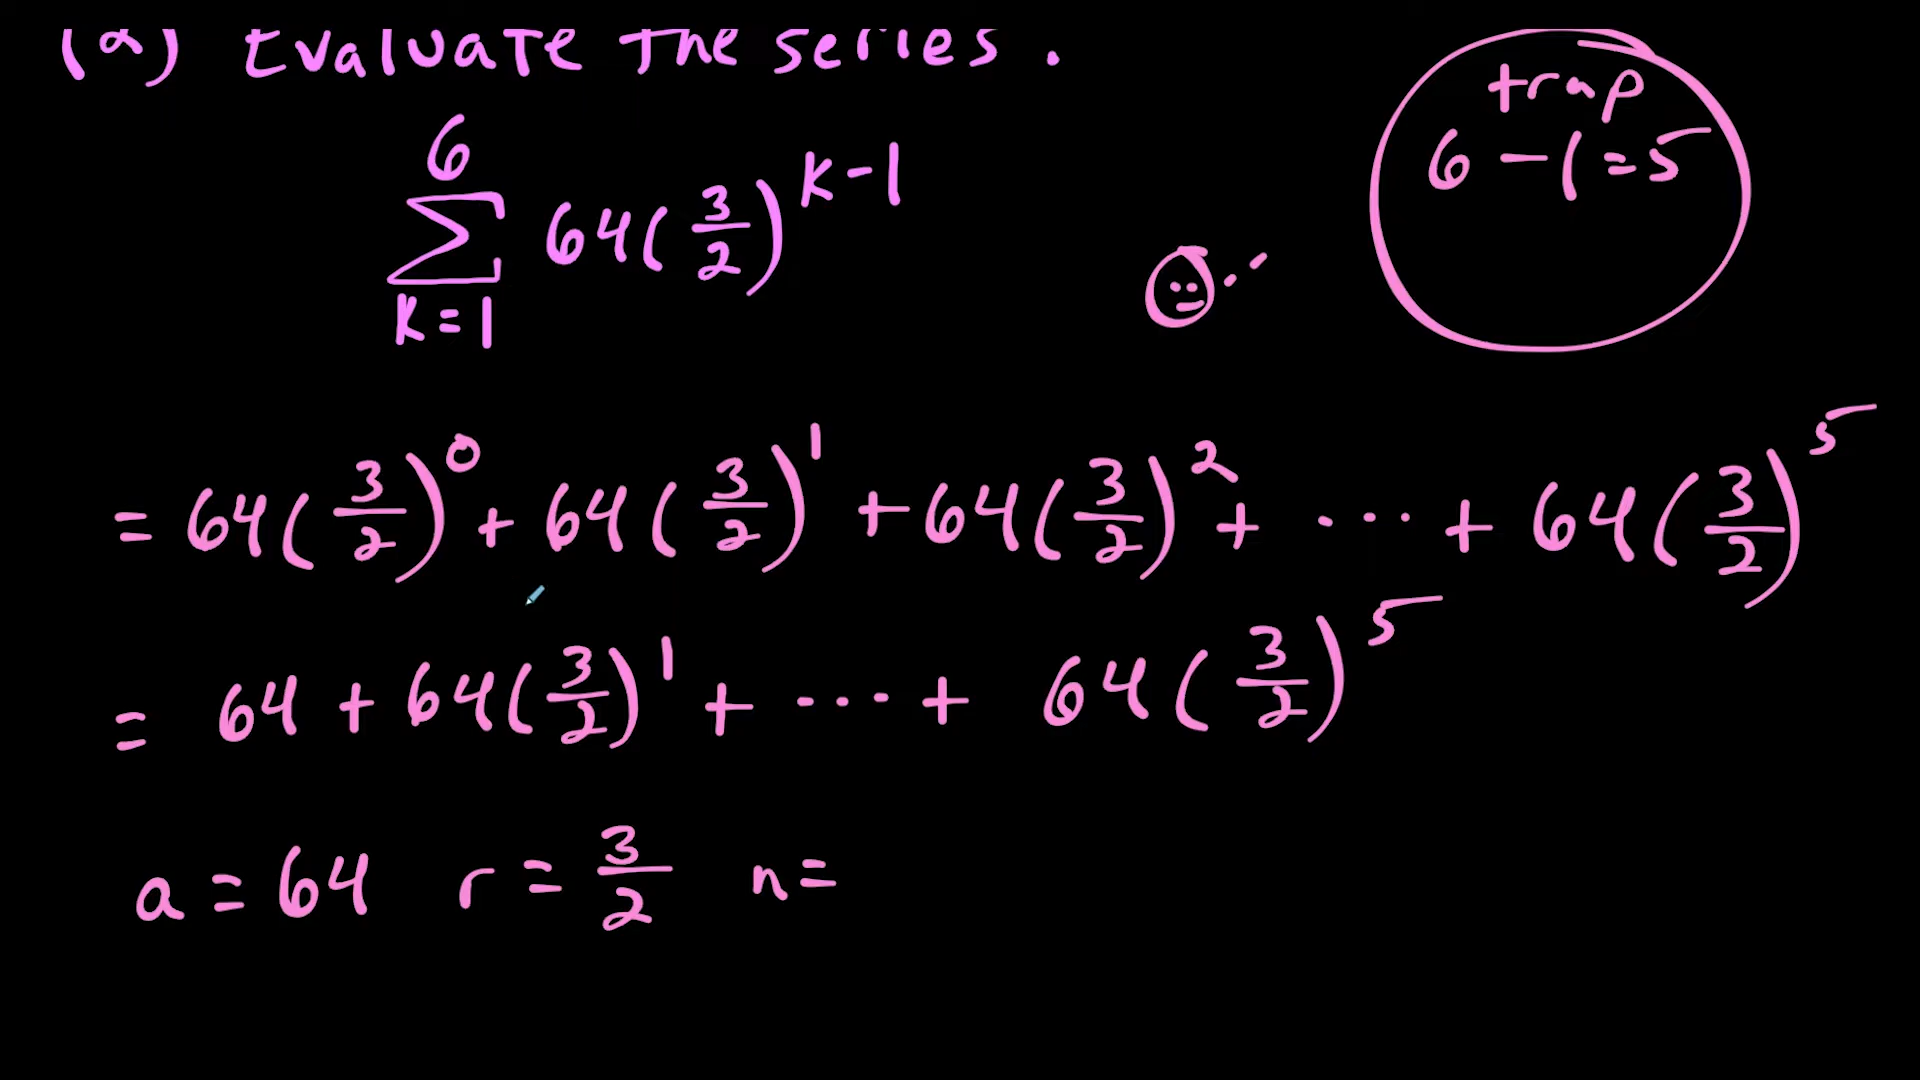 (a) Evaluate the series.
trap
6 - 1 = 5
6
Σ 64(3/2)^(k-1)
k=1
= 64(3/2)^0 + 64(3/2)^1 + 64(3/2)^2 + ... + 64(3/2)^5
= 64 + 64(3/2)^1 + ... + 64(3/2)^5
a = 64 r = 3/2 n=